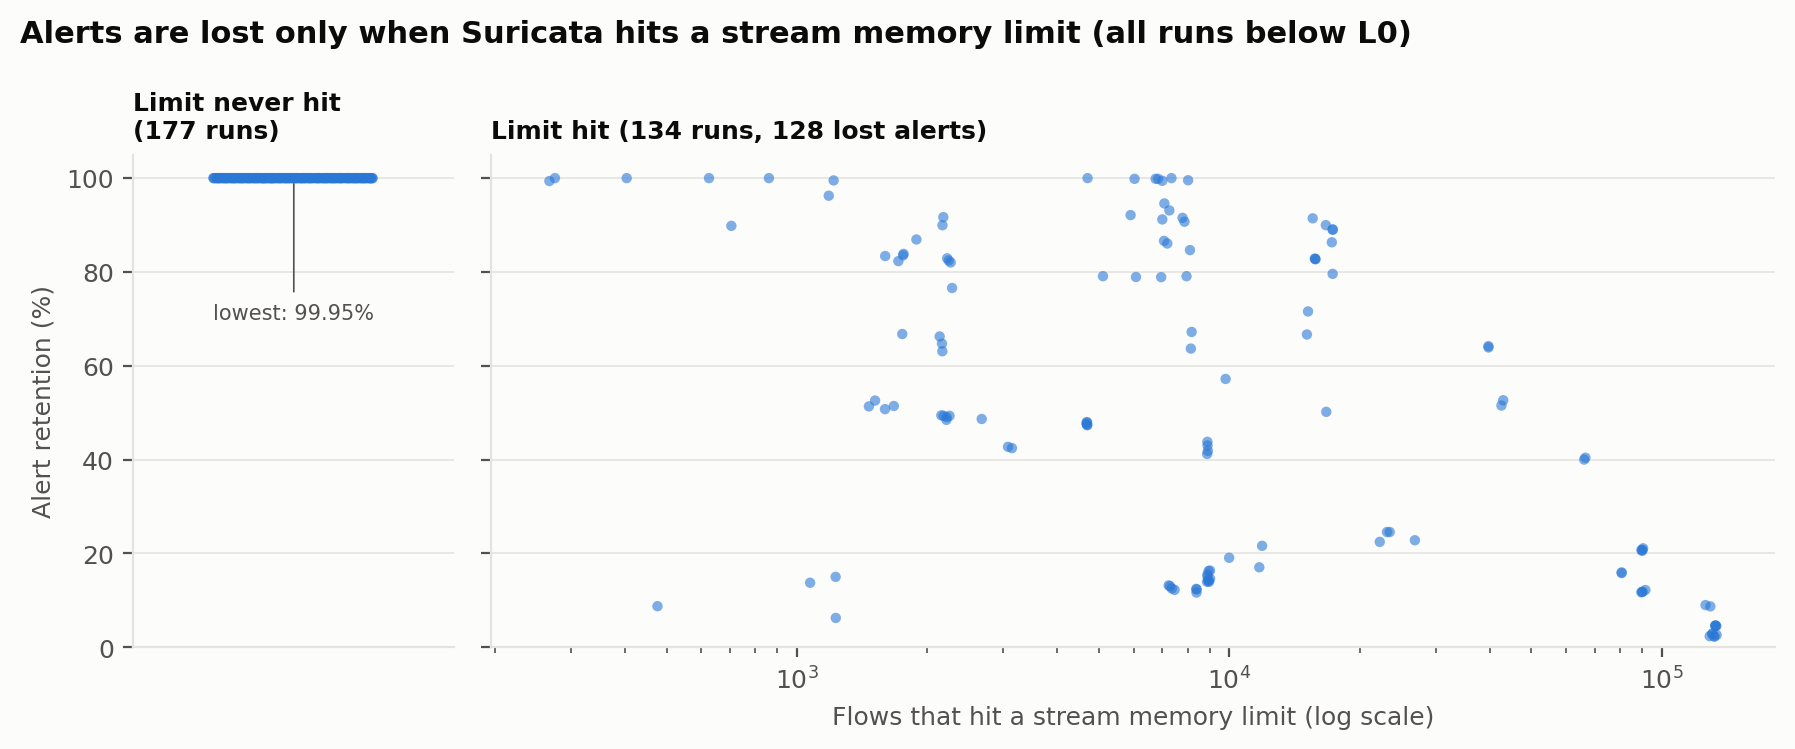 Alerts are lost only when Suricata hits a stream memory limit (all runs below L0)
Limit never hit
(177 runs)
Limit hit (134 runs, 128 lost alerts)
Alert retention (%)
100
80
60
40
20
0
lowest: 99.95%
10³
10⁴
10⁵
Flows that hit a stream memory limit (log scale)